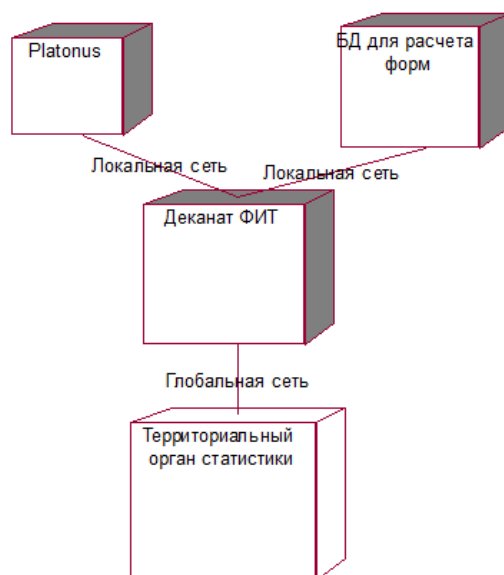 Platonus
БД для расчета
форм
Локальная сеть
Локальная сеть
Деканат ФИТ
Глобальная сеть
Территориальный
орган статистики